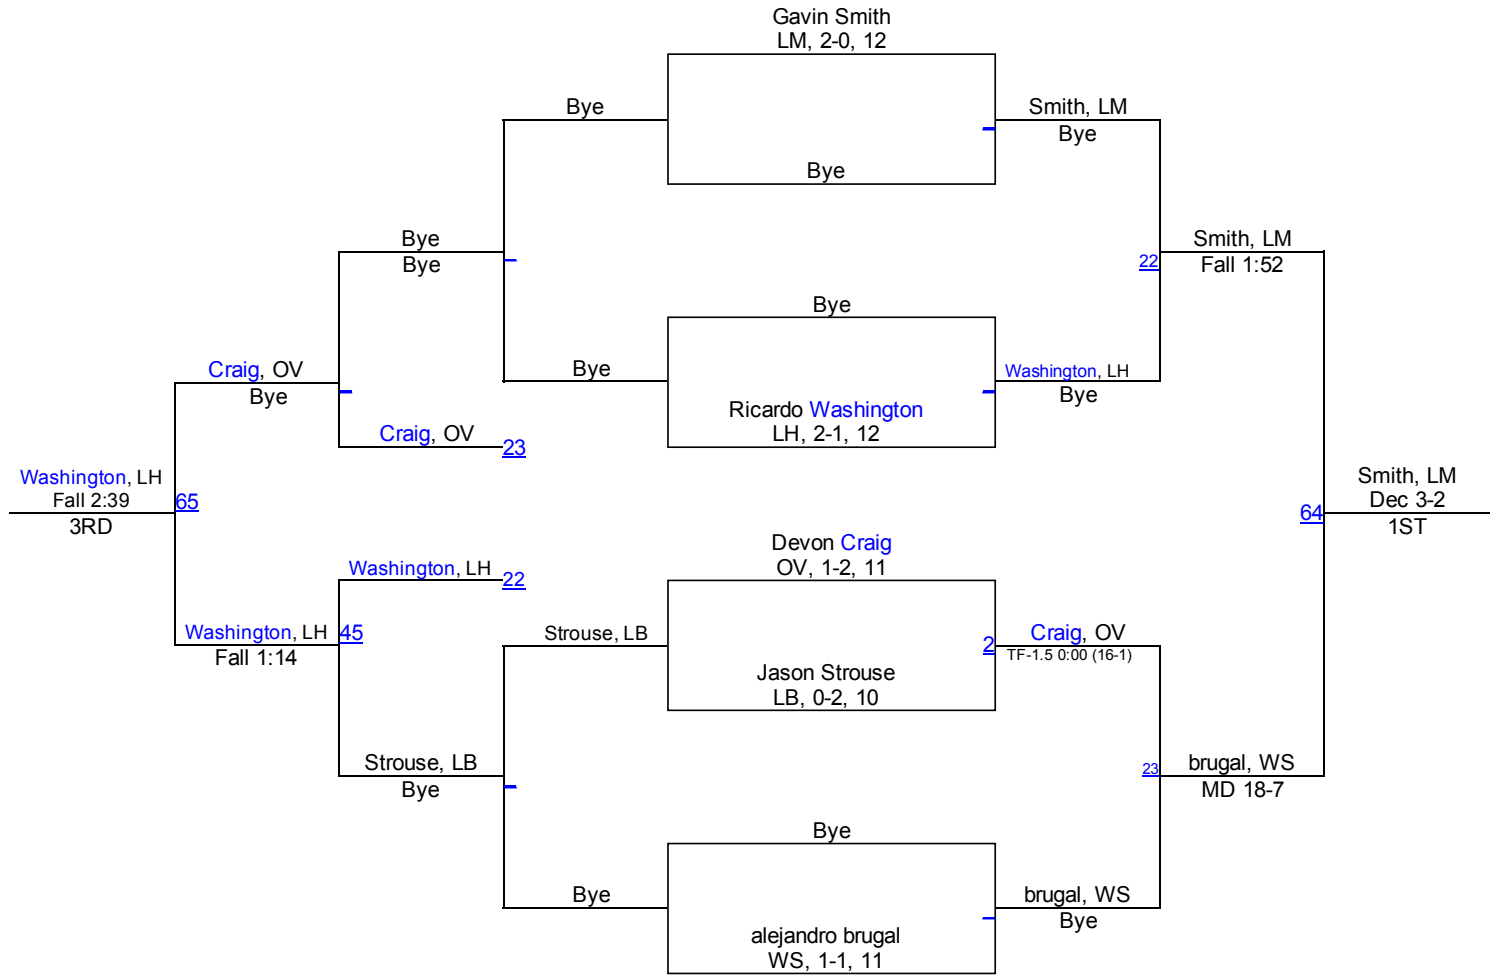 Gavin Smith
LM, 2-0, 12
Bye
Smith, LM
Bye
Bye
Bye
Bye
Smith, LM
22
Fall 1:52
Bye
Craig, OV
Bye
Bye
Washington, LH
Bye
Ricardo Washington
LH, 2-1, 12
Craig, OV
23
Washington, LH
Fall 2:39
3RD
65
Smith, LM
Dec 3-2
1ST
64
Devon Craig
OV, 1-2, 11
Washington, LH
22
Washington, LH
45
Fall 1:14
Strouse, LB
2
Craig, OV
TF-1.5 0:00 (16-1)
Jason Strouse
LB, 0-2, 10
Strouse, LB
Bye
23
brugal, WS
MD 18-7
Bye
Bye
brugal, WS
Bye
alejandro brugal
WS, 1-1, 11